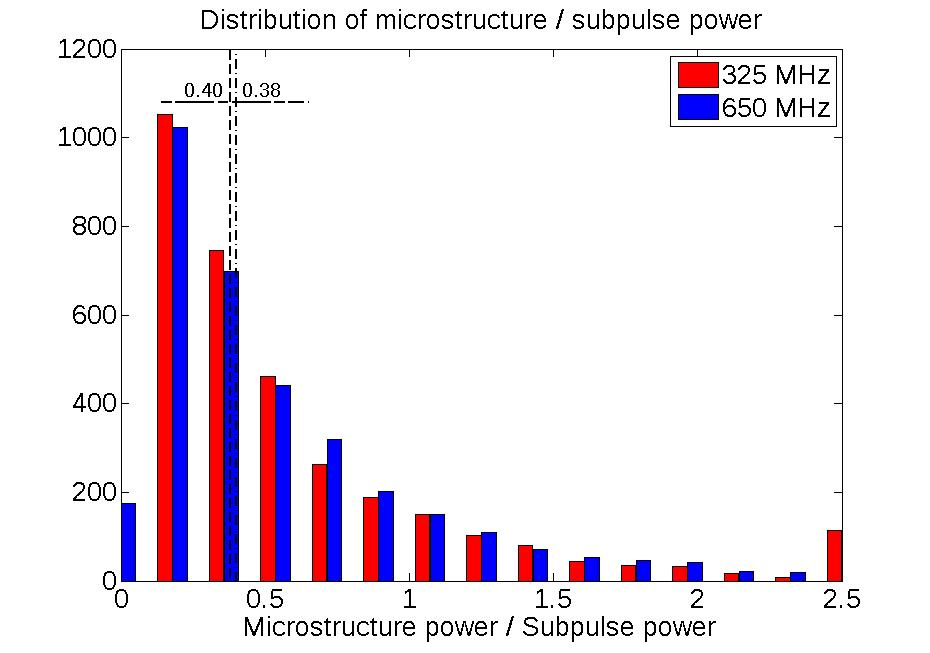 Distribution of microstructure / subpulse power
1200
1000
800
600
400
200
0
0.40 0.38
325 MHz
650 MHz
0 0.5 1 1.5 2 2.5
Microstructure power / Subpulse power